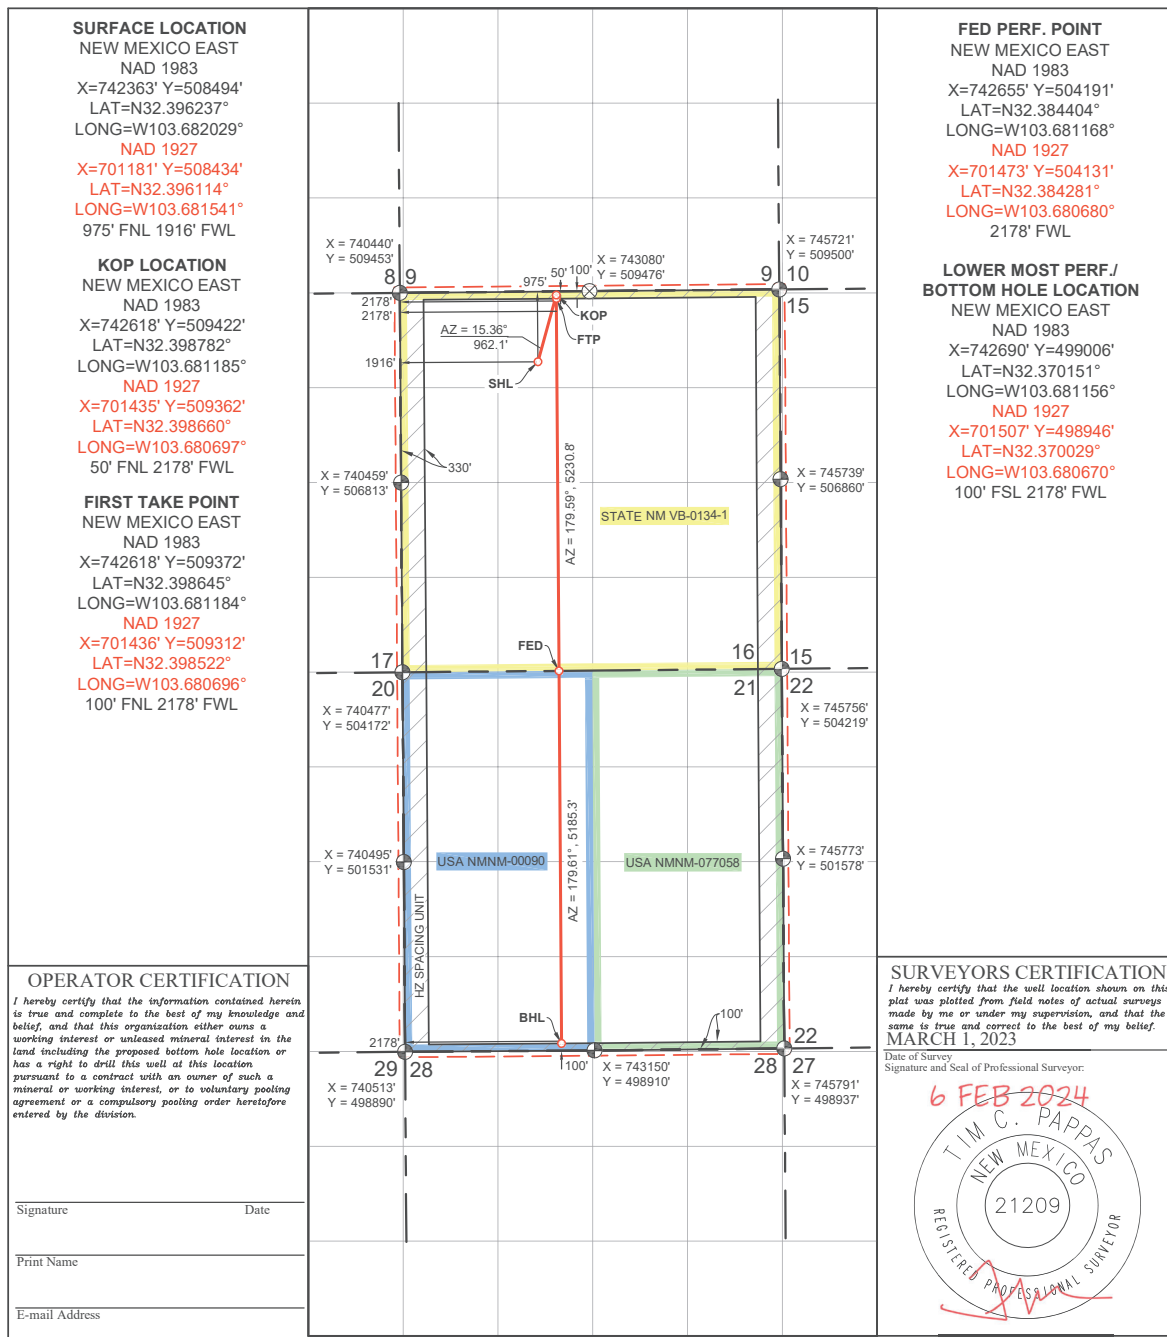 SURFACE LOCATION
NEW MEXICO EAST
NAD 1983
X=742363' Y=508494'
LAT=N32.396237°
LONG=W103.682029°
NAD 1927
X=701181' Y=508434'
LAT=N32.396114°
LONG=W103.681541°
975' FNL 1916' FWL
KOP LOCATION
NEW MEXICO EAST
NAD 1983
X=742618' Y=509422'
LAT=N32.398782°
LONG=W103.681185°
NAD 1927
X=701435' Y=509362'
LAT=N32.398660°
LONG=W103.680697°
50' FNL 2178' FWL
FIRST TAKE POINT
NEW MEXICO EAST
NAD 1983
X=742618' Y=509372'
LAT=N32.398645°
LONG=W103.681184°
NAD 1927
X=701436' Y=509312'
LAT=N32.398522°
LONG=W103.680696°
100' FNL 2178' FWL
OPERATOR CERTIFICATION
I hereby certify that the information contained herein
is true and complete to the best of my knowledge and
belief, and that this organization either owns a
working interest or unleased mineral interest in the
land including the proposed bottom hole location or
has a right to drill this well at this location
pursuant to a contract with an owner of such a
mineral or working interest, or to voluntary pooling
agreement or a compulsory pooling order heretofore
entered by the division.
Signature Date
Print Name
E-mail Address
X = 740440'
Y = 509453'
8 9
975' 50' 100'
X = 743080'
Y = 509476'
X = 745721'
Y = 509500'
9 10
15
2178'
2178'
KOP
FTP
AZ = 15.36°
962.1'
1916'
SHL
330'
X = 740459'
Y = 506813'
AZ = 179.59°, 5230.8'
X = 745739'
Y = 506860'
STATE NM VB-0134-1
FED
17
20
16 15
21 22
X = 740477'
Y = 504172'
X = 745756'
Y = 504219'
X = 740495'
Y = 501531'
USA NMNM-00090
AZ = 179.61°, 5185.3'
USA NMNM-077058
X = 745773'
Y = 501578'
HZ SPACING UNIT
BHL
100'
2178'
100'
29 28
22
28 27
X = 740513'
Y = 498890'
X = 743150'
Y = 498910'
X = 745791'
Y = 498937'
FED PERF. POINT
NEW MEXICO EAST
NAD 1983
X=742655' Y=504191'
LAT=N32.384404°
LONG=W103.681168°
NAD 1927
X=701473' Y=504131'
LAT=N32.384281°
LONG=W103.680680°
2178' FWL
LOWER MOST PERF./
BOTTOM HOLE LOCATION
NEW MEXICO EAST
NAD 1983
X=742690' Y=499006'
LAT=N32.370151°
LONG=W103.681156°
NAD 1927
X=701507' Y=498946'
LAT=N32.370029°
LONG=W103.680670°
100' FSL 2178' FWL
SURVEYORS CERTIFICATION
I hereby certify that the well location shown on this
plat was plotted from field notes of actual surveys
made by me or under my supervision, and that the
same is true and correct to the best of my belief.
MARCH 1, 2023
Date of Survey
Signature and Seal of Professional Surveyor:
6 FEB 2024
TIM C. PAPPAS
NEW MEXICO
21209
REGISTERED PROFESSIONAL SURVEYOR